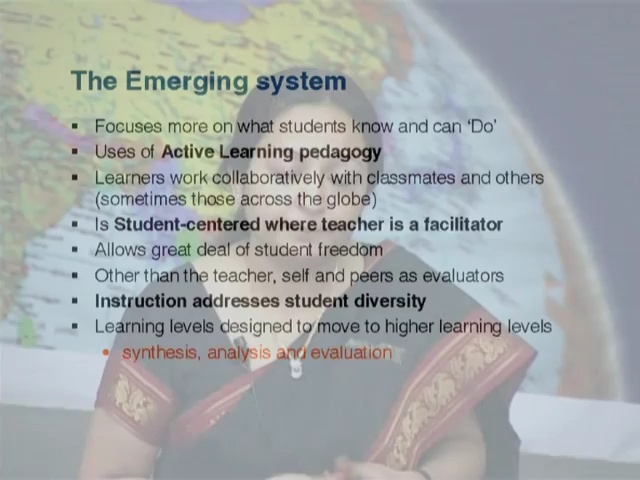 The Emerging system
Focuses more on what students know and can ‘Do’
Uses of Active Learning pedagogy
Learners work collaboratively with classmates and others
(sometimes those across the globe)
Is Student-centered where teacher is a facilitator
Allows great deal of student freedom
Other than the teacher, self and peers as evaluators
Instruction addresses student diversity
Learning levels designed to move to higher learning levels
synthesis, analysis and evaluation